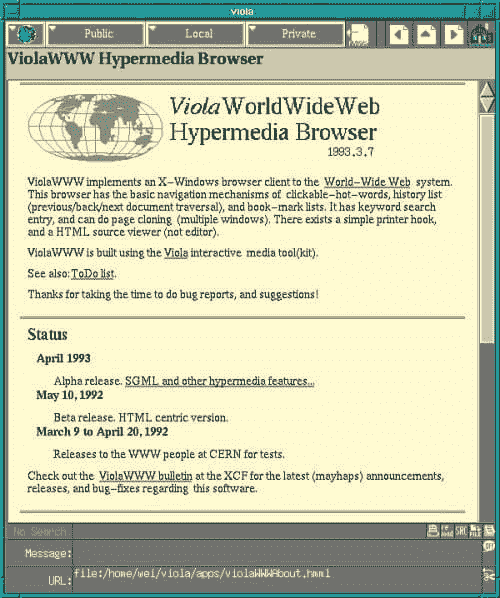 viola
Public Local Private
ViolaWWW Hypermedia Browser
Viola WorldWideWeb
Hypermedia Browser
1993.3.7
ViolaWWW implements an X-Windows browser client to the World-Wide Web system.
This browser has the basic navigation mechanisms of clickable-hot-words, history list
(previous/back/next document traversal), and book-mark lists. It has keyword search
entry, and can do page cloning (multiple windows). There exists a simple printer hook,
and a HTML source viewer (not editor).
ViolaWWW is built using the Viola interactive media tool(kit).
See also: ToDo list.
Thanks for taking the time to do bug reports, and suggestions!
Status
April 1993
Alpha release. SGML and other hypermedia features...
May 10, 1992
Beta release. HTML centric version.
March 9 to April 20, 1992
Releases to the WWW people at CERN for tests.
Check out the ViolaWWW bulletin at the XCF for the latest (mayhaps) announcements,
releases, and bug-fixes regarding this software.
No Search
SRC
Message:
URL: file:/home/wei/viola/apps/violaWWWAbout.hmml